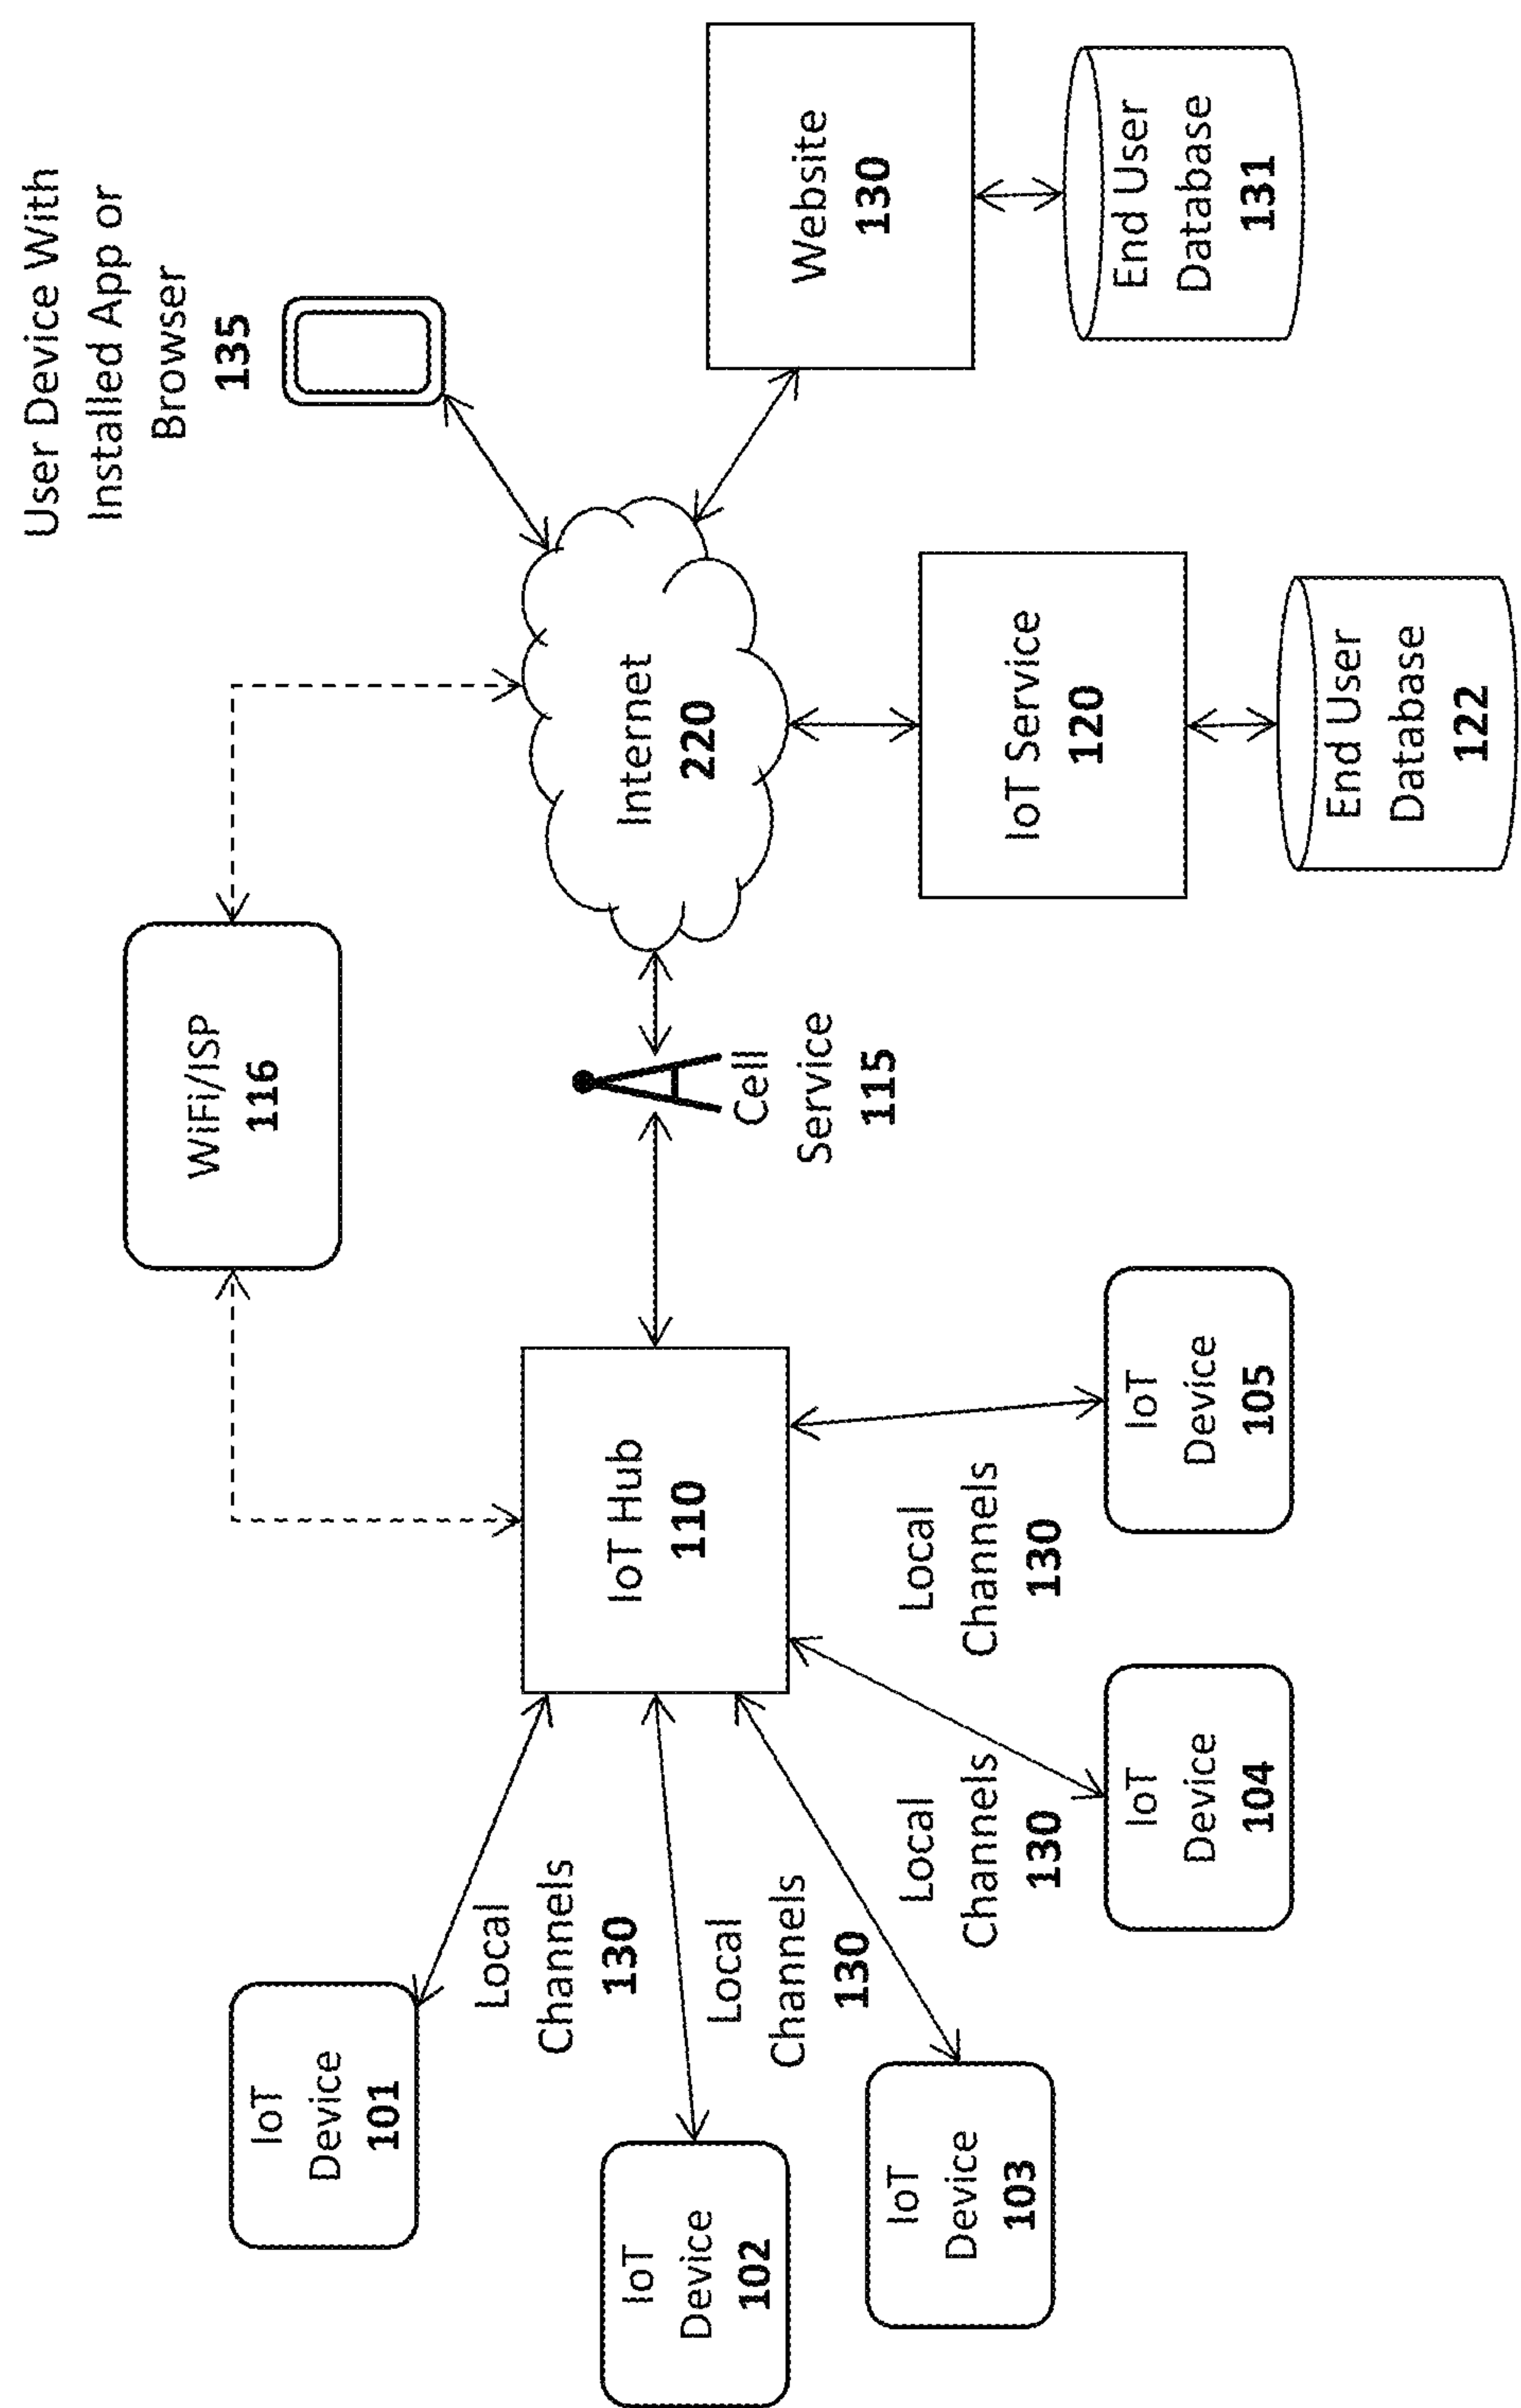 User Device With
Installed App or
Browser
135
WiFi/ISP
116
IoT
Device
101
Local
Channels
130
IoT Hub
110
Cell
Service
115
Internet
220
Website
130
End User
Database
131
IoT
Device
102
Local
Channels
130
IoT
Device
103
Local
Channels
130
Local
Channels
130
IoT Service
120
End User
Database
122
IoT
Device
104
IoT
Device
105